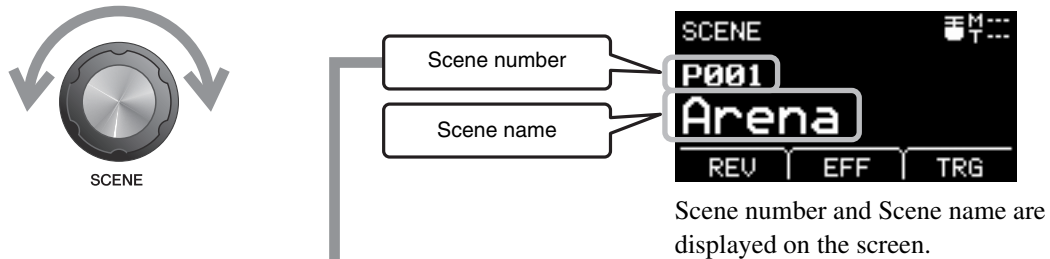 SCENE
Scene number
Scene name
SCENE
M---
T---
P001
Arena
REV EFF TRG
Scene number and Scene name are
displayed on the screen.